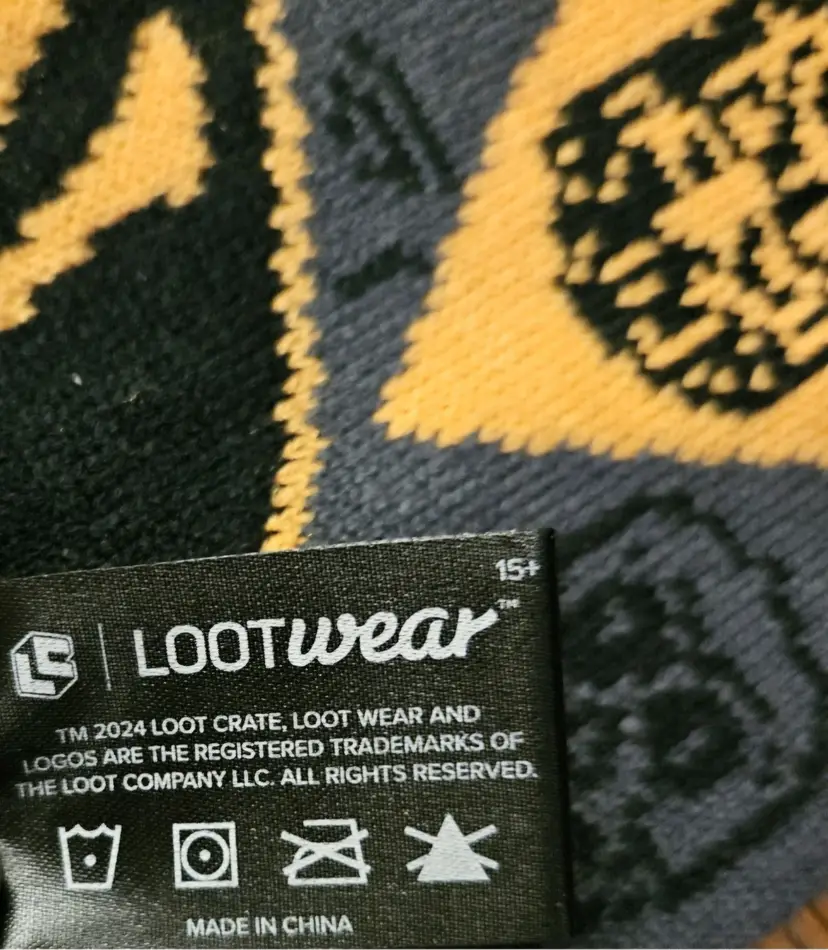 15+
LC | LOOTwear™
TM 2024 LOOT CRATE, LOOT WEAR AND
LOGOS ARE THE REGISTERED TRADEMARKS OF
THE LOOT COMPANY LLC. ALL RIGHTS RESERVED.
MADE IN CHINA